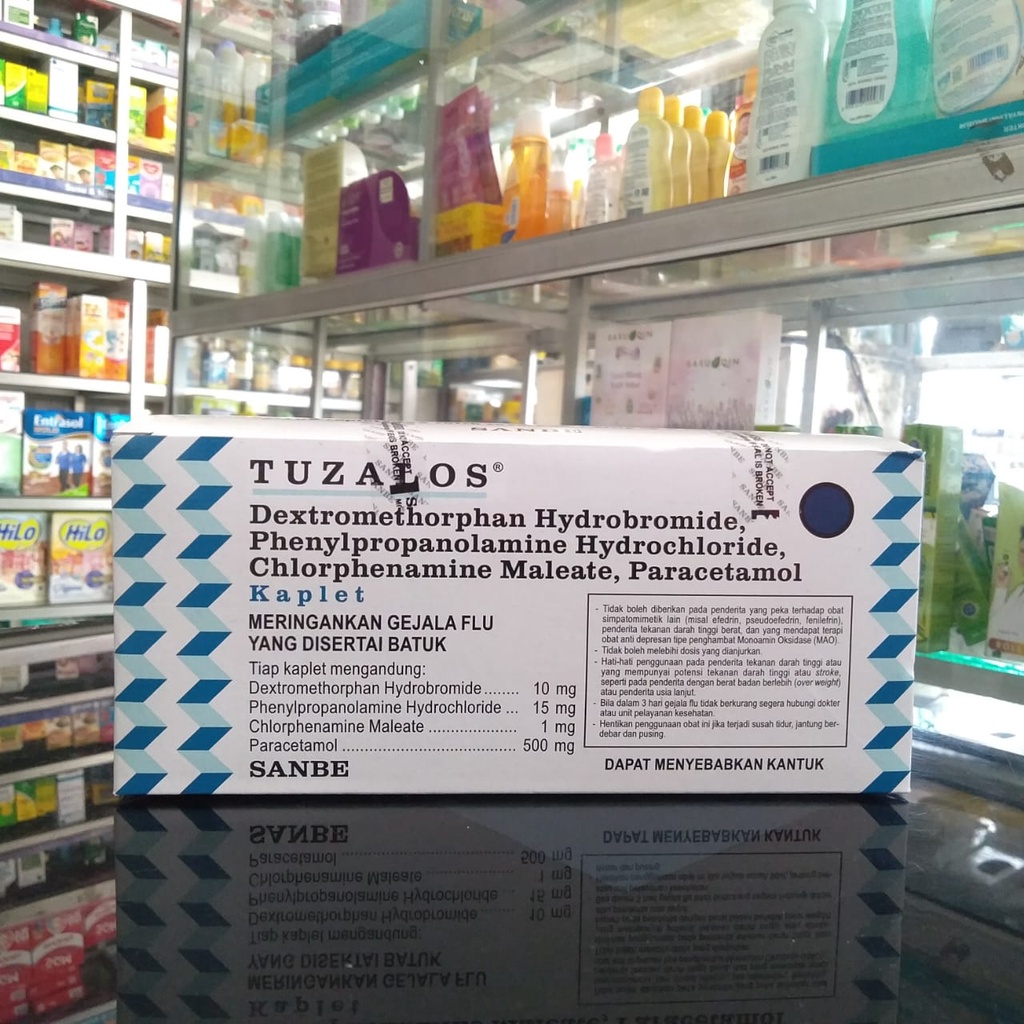 Entrasol
HiLo
HiLo
TUZALOS®
Dextromethorphan Hydrobromide,
Phenylpropanolamine Hydrochloride,
Chlorphenamine Maleate, Paracetamol
Kaplet
MERINGANKAN GEJALA FLU
YANG DISERTAI BATUK
Tiap kaplet mengandung:
Dextromethorphan Hydrobromide ........ 10 mg
Phenylpropanolamine Hydrochloride ... 15 mg
Chlorphenamine Maleate ..................... 1 mg
Paracetamol ......................................... 500 mg
SANBE
- Tidak boleh diberikan pada penderita yang peka terhadap obat
simpatomimetik lain (misal efedrin, pseudoefedrin, fenilefrin),
penderita tekanan darah tinggi berat, dan yang mendapat terapi
obat anti depresan tipe penghambat Monoamin Oksidase (MAO).
- Tidak boleh melebihi dosis yang dianjurkan.
- Hati-hati penggunaan pada penderita tekanan darah tinggi atau
yang mempunyai potensi tekanan darah tinggi atau stroke,
seperti pada penderita dengan berat badan berlebih (over weight)
atau penderita usia lanjut.
- Bila dalam 3 hari gejala flu tidak berkurang segera hubungi dokter
atau unit pelayanan kesehatan.
- Hentikan penggunaan obat ini jika terjadi susah tidur, jantung ber-
debar dan pusing.
DAPAT MENYEBABKAN KANTUK